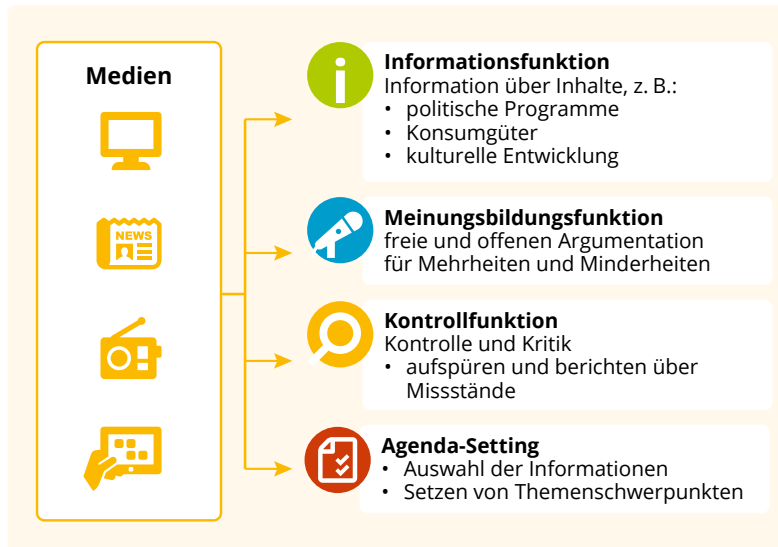 Medien
NEWS
Informationsfunktion
Information über Inhalte, z. B.:
• politische Programme
• Konsumgüter
• kulturelle Entwicklung
Meinungsbildungsfunktion
freie und offenen Argumentation
für Mehrheiten und Minderheiten
Kontrollfunktion
Kontrolle und Kritik
• aufspüren und berichten über
Missstände
Agenda-Setting
• Auswahl der Informationen
• Setzen von Themenschwerpunkten